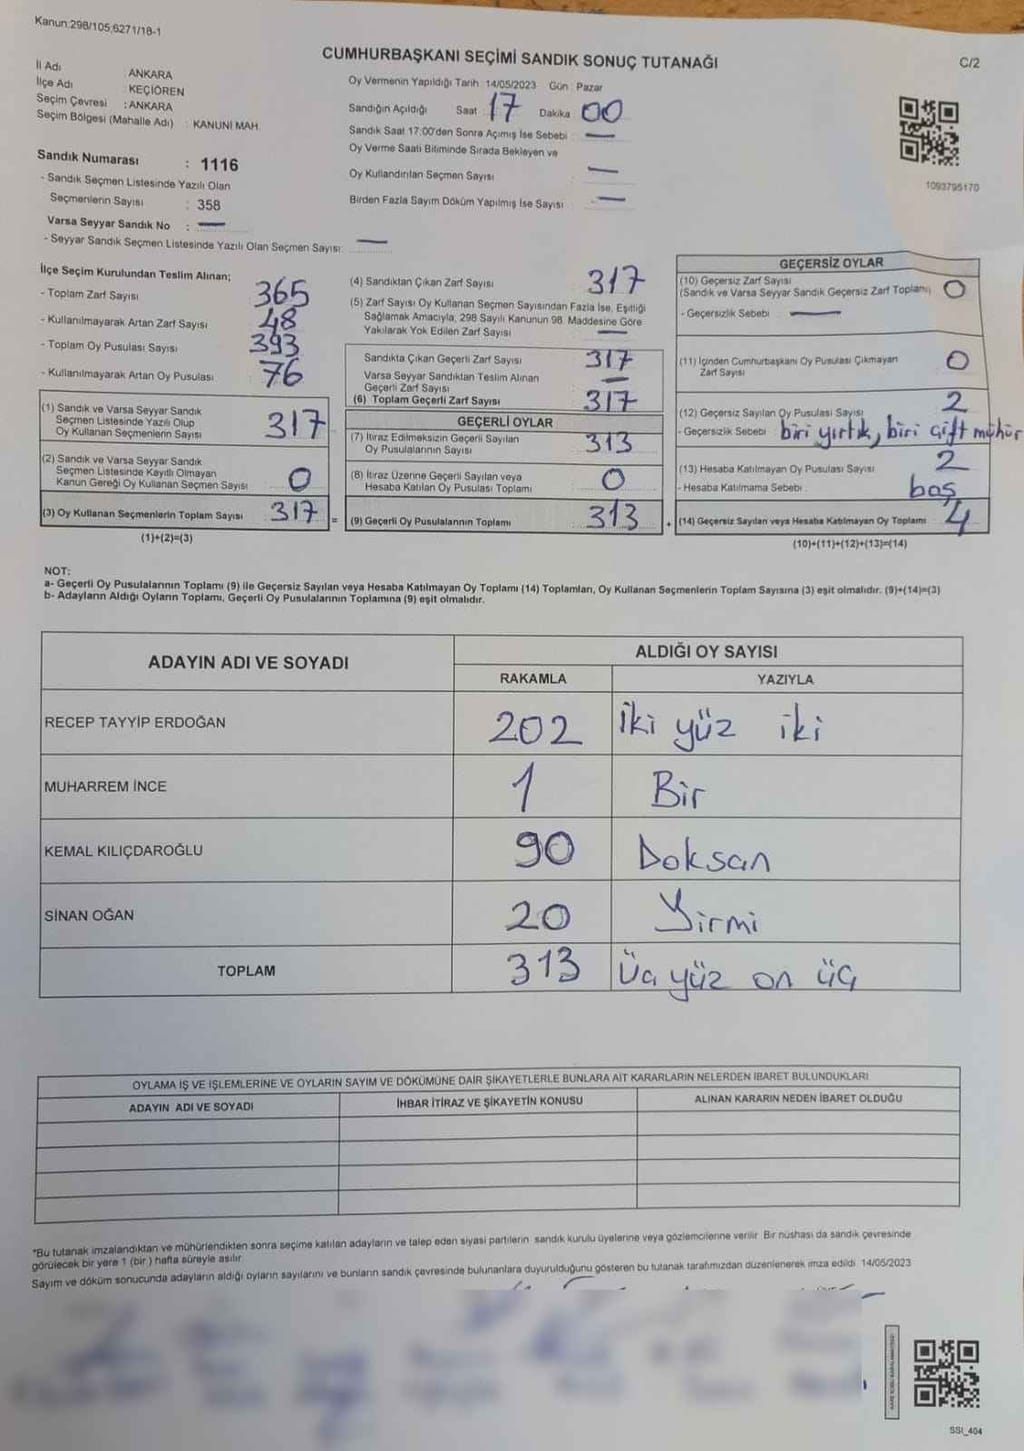 Kanun:298/105,6271/18-1
CUMHURBAŞKANI SEÇİMİ SANDIK SONUÇ TUTANAĞI
C/2
İl Adı : ANKARA
İlçe Adı : KEÇİÖREN
Seçim Çevresi : ANKARA
Seçim Bölgesi (Mahalle Adı) : KANUNİ MAH.
Sandık Numarası : 1116
- Sandık Seçmen Listesinde Yazılı Olan
Seçmenlerin Sayısı : 358
Varsa Seyyar Sandık No : —
- Seyyar Sandık Seçmen Listesinde Yazılı Olan Seçmen Sayısı: —
Oy Vermenin Yapıldığı Tarih : 14/05/2023 Gün : Pazar
Sandığın Açıldığı Saat 17 Dakika 00
Sandık Saat 17:00'den Sonra Açımış İse Sebebi : —
Oy Verme Saati Bitiminde Sırada Bekleyen ve
Oy Kullandırılan Seçmen Sayısı : —
Birden Fazla Sayım Döküm Yapılmış İse Sayısı : —
1093795170
İlçe Seçim Kurulundan Teslim Alınan;
- Toplam Zarf Sayısı 365
- Kullanılmayarak Artan Zarf Sayısı 48
- Toplam Oy Pusulası Sayısı 393
- Kullanılmayarak Artan Oy Pusulası 76
(1) Sandık ve Varsa Seyyar Sandık
Seçmen Listesinde Yazılı Olup
Oy Kullanan Seçmenlerin Sayısı 317
(2) Sandık ve Varsa Seyyar Sandık
Seçmen Listesinde Kayıtlı Olmayan
Kanun Gereği Oy Kullanan Seçmen Sayısı 0
(3) Oy Kullanan Seçmenlerin Toplam Sayısı 317 =
(1)+(2)=(3)
(4) Sandıktan Çıkan Zarf Sayısı 317
(5) Zarf Sayısı Oy Kullanan Seçmen Sayısından Fazla İse, Eşitliği
Sağlamak Amacıyla, 298 Sayılı Kanunun 98. Maddesine Göre
Yakılarak Yok Edilen Zarf Sayısı —
Sandıkta Çıkan Geçerli Zarf Sayısı 317
Varsa Seyyar Sandıktan Teslim Alınan
Geçerli Zarf Sayısı —
(6) Toplam Geçerli Zarf Sayısı 317
GEÇERLİ OYLAR
(7) İtiraz Edilmeksizin Geçerli Sayılan
Oy Pusulalarının Sayısı 313
(8) İtiraz Üzerine Geçerli Sayılan veya
Hesaba Katılan Oy Pusulası Toplamı 0
(9) Geçerli Oy Pusulalarının Toplamı 313 +
GEÇERSİZ OYLAR
(10) Geçersiz Zarf Sayısı
(Sandık ve Varsa Seyyar Sandık Geçersiz Zarf Toplamı) 0
- Geçersizlik Sebebi : —
(11) İçinden Cumhurbaşkanı Oy Pusulası Çıkmayan
Zarf Sayısı 0
(12) Geçersiz Sayılan Oy Pusulası Sayısı 2
- Geçersizlik Sebebi : biri yırtık, biri çift mühür
(13) Hesaba Katılmayan Oy Pusulası Sayısı 2
- Hesaba Katılmama Sebebi : boş
(14) Geçersiz Sayılan veya Hesaba Katılmayan Oy Toplamı 4
(10)+(11)+(12)+(13)=(14)
NOT:
a- Geçerli Oy Pusulalarının Toplamı (9) ile Geçersiz Sayılan veya Hesaba Katılmayan Oy Toplamı (14) Toplamları, Oy Kullanan Seçmenlerin Toplam Sayısına (3) eşit olmalıdır. (9)+(14)=(3)
b- Adayların Aldığı Oyların Toplamı, Geçerli Oy Pusulalarının Toplamına (9) eşit olmalıdır.
ADAYIN ADI VE SOYADI
ALDIĞI OY SAYISI
RAKAMLA YAZIYLA
RECEP TAYYİP ERDOĞAN 202 İki yüz iki
MUHARREM İNCE 1 Bir
KEMAL KILIÇDAROĞLU 90 Doksan
SİNAN OĞAN 20 Yirmi
TOPLAM 313 Üç yüz on üç
OYLAMA İŞ VE İŞLEMLERİNE VE OYLARIN SAYIM VE DÖKÜMÜNE DAİR ŞİKAYETLERLE BUNLARA AİT KARARLARIN NELERDEN İBARET BULUNDUKLARI
ADAYIN ADI VE SOYADI İHBAR İTİRAZ VE ŞİKAYETİN KONUSU ALINAN KARARIN NEDEN İBARET OLDUĞU
*Bu tutanak imzalandıktan ve mühürlendikten sonra seçime katılan adayların ve talep eden siyasi partilerin sandık kurulu üyelerine veya gözlemcilerine verilir. Bir nüshası da sandık çevresinde
görülecek bir yere 1 (bir) hafta süreyle asılır.
Sayım ve döküm sonucunda adayların aldığı oyların sayılarını ve bunların sandık çevresinde bulunanlara duyurulduğunu gösteren bu tutanak tarafımızdan düzenlenerek imza edildi. 14/05/2023
SSI_404